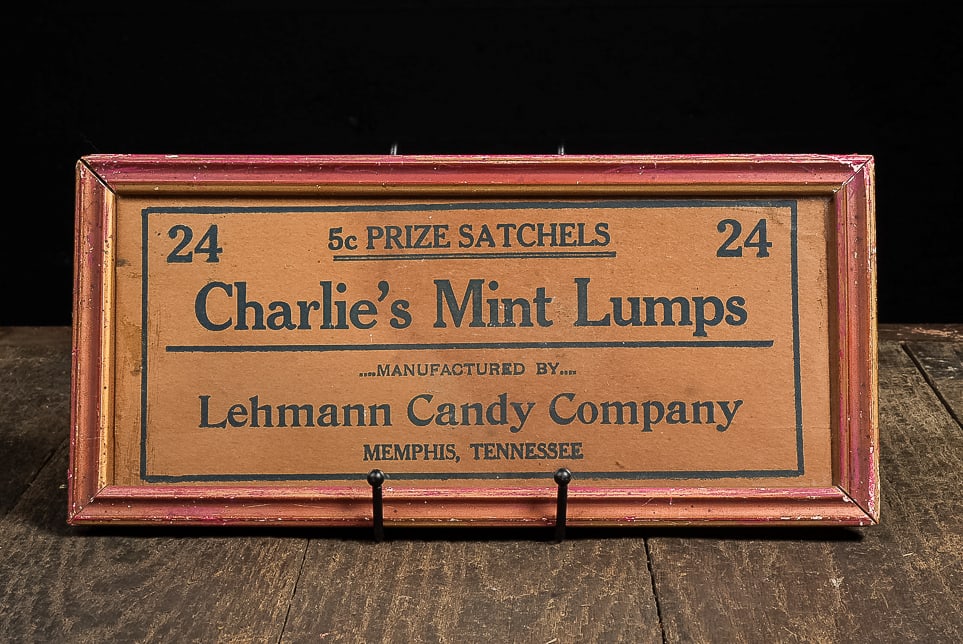 24 5c PRIZE SATCHELS 24
Charlie's Mint Lumps
....MANUFACTURED BY....
Lehmann Candy Company
MEMPHIS, TENNESSEE